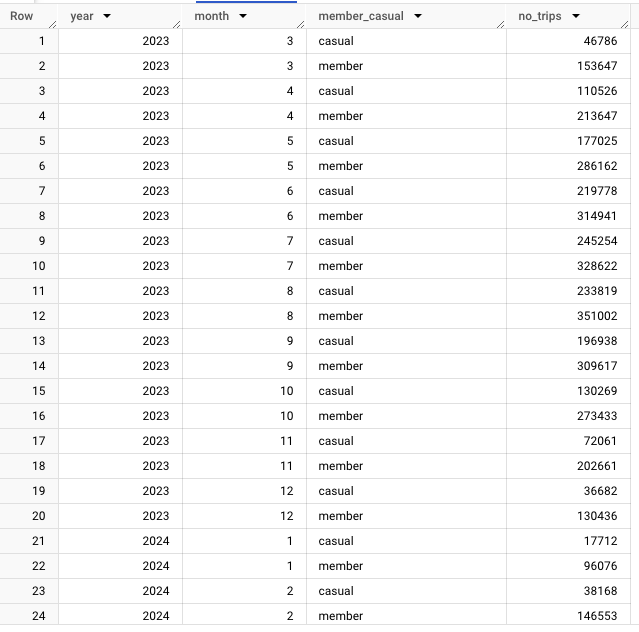 Row year month member_casual no_trips
1 2023 3 casual 46786
2 2023 3 member 153647
3 2023 4 casual 110526
4 2023 4 member 213647
5 2023 5 casual 177025
6 2023 5 member 286162
7 2023 6 casual 219778
8 2023 6 member 314941
9 2023 7 casual 245254
10 2023 7 member 328622
11 2023 8 casual 233819
12 2023 8 member 351002
13 2023 9 casual 196938
14 2023 9 member 309617
15 2023 10 casual 130269
16 2023 10 member 273433
17 2023 11 casual 72061
18 2023 11 member 202661
19 2023 12 casual 36682
20 2023 12 member 130436
21 2024 1 casual 17712
22 2024 1 member 96076
23 2024 2 casual 38168
24 2024 2 member 146553